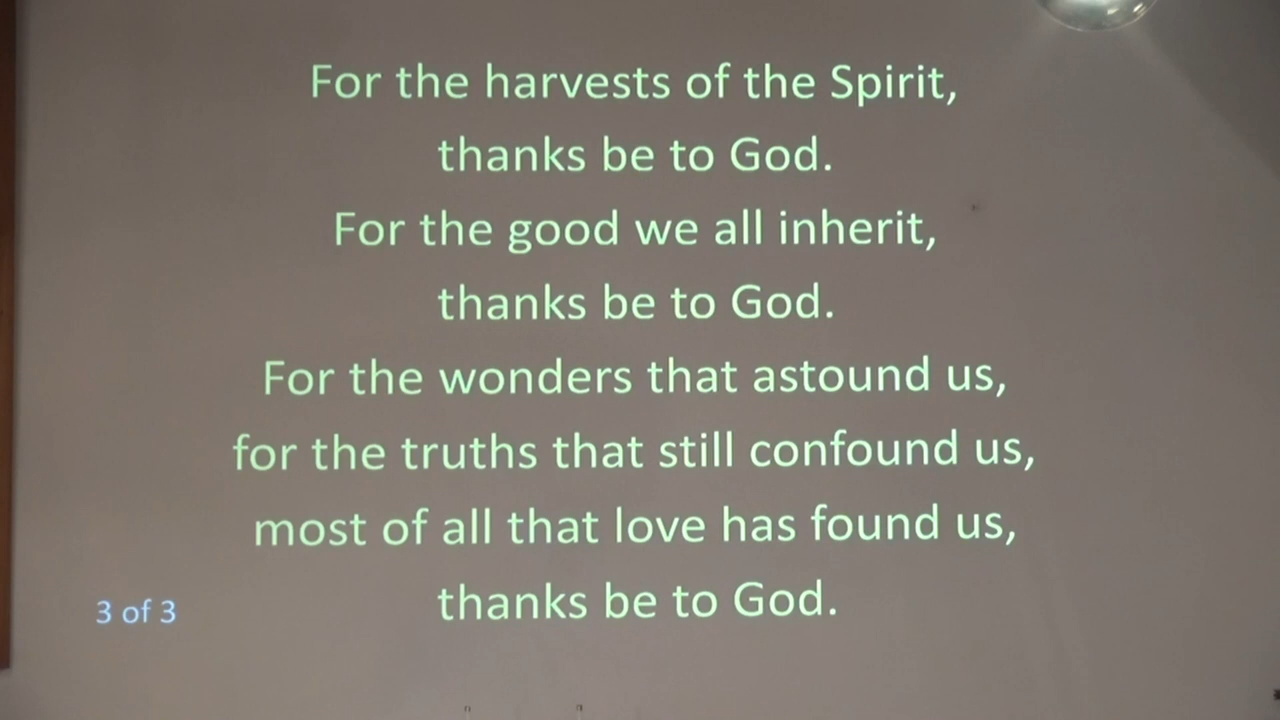 For the harvests of the Spirit,
thanks be to God.
For the good we all inherit,
thanks be to God.
For the wonders that astound us,
for the truths that still confound us,
most of all that love has found us,
thanks be to God.
3 of 3